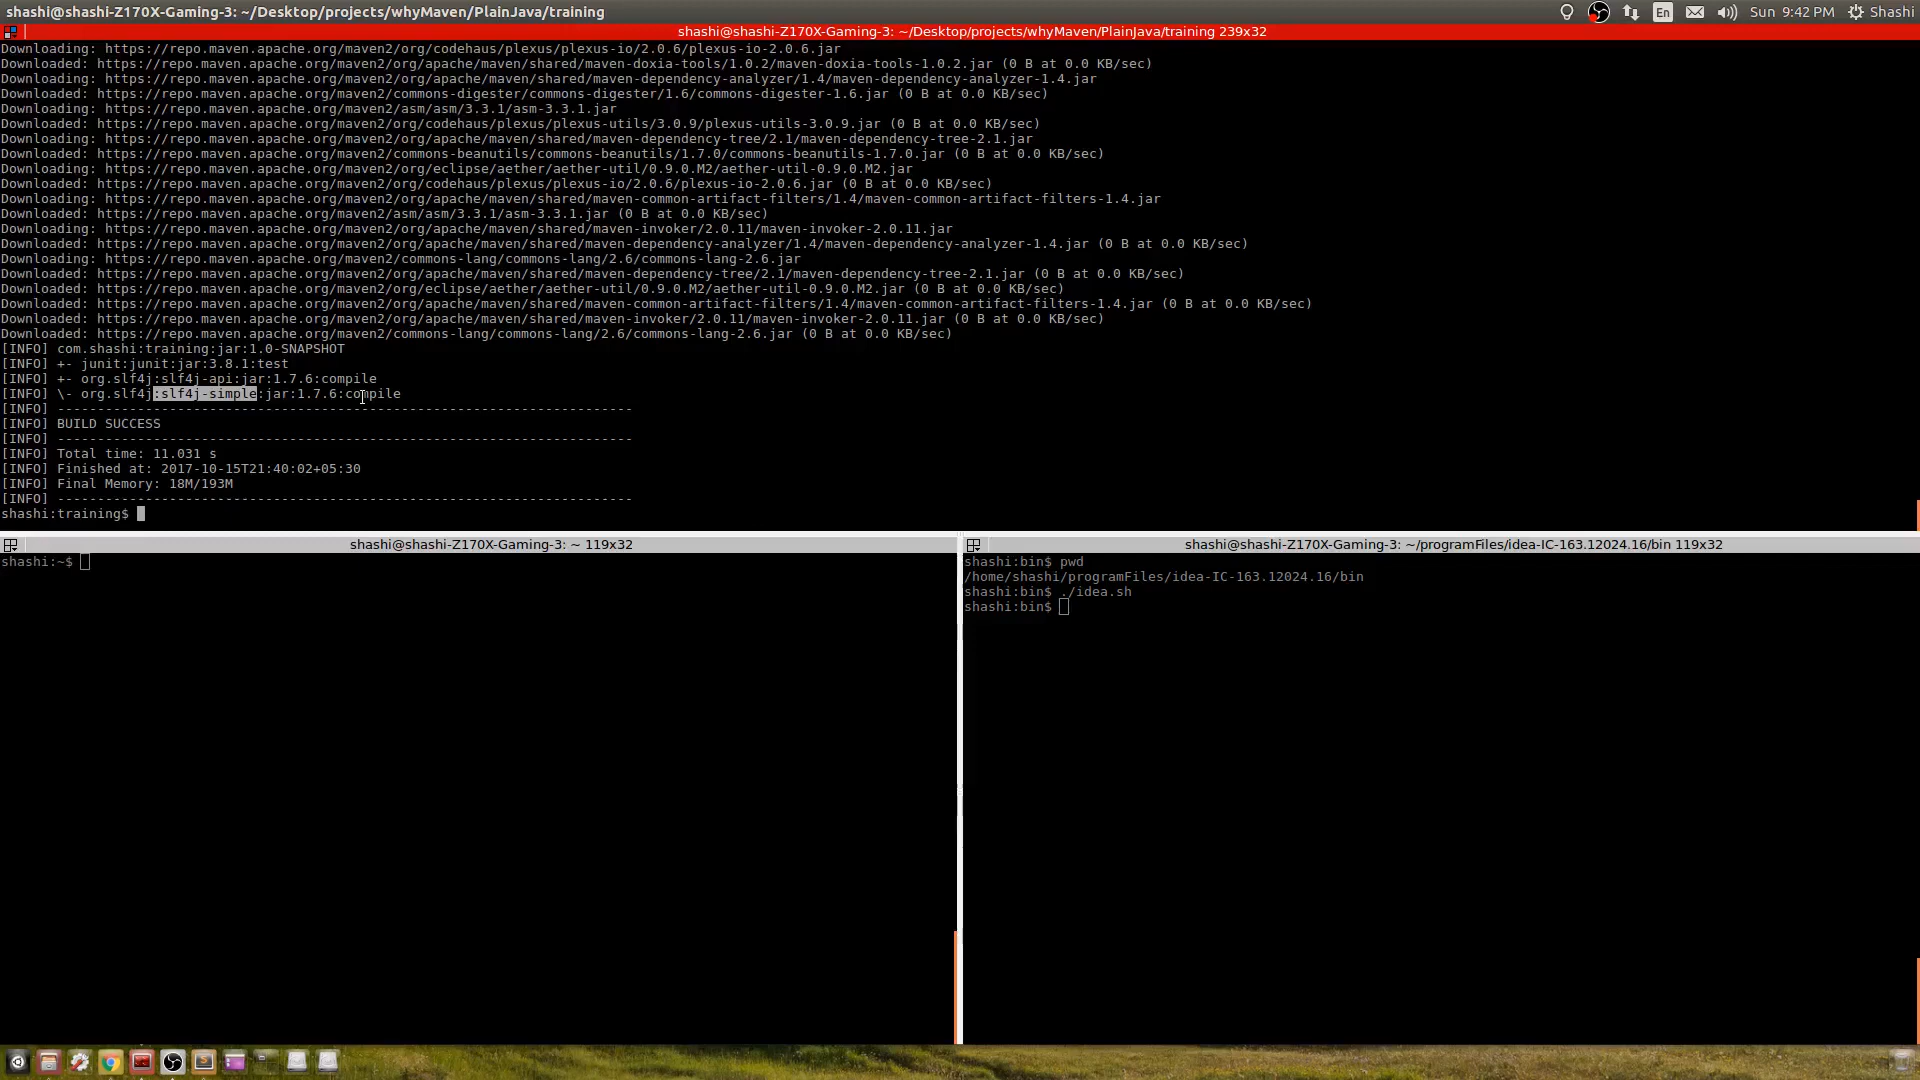 shashi@shashi-Z170X-Gaming-3: ~/Desktop/projects/whyMaven/PlainJava/training
En
Sun 9:42 PM
Shashi
shashi@shashi-Z170X-Gaming-3: ~/Desktop/projects/whyMaven/PlainJava/training 239x32
Downloading: https://repo.maven.apache.org/maven2/org/codehaus/plexus/plexus-io/2.0.6/plexus-io-2.0.6.jar
Downloaded: https://repo.maven.apache.org/maven2/org/apache/maven/shared/maven-doxia-tools/1.0.2/maven-doxia-tools-1.0.2.jar (0 B at 0.0 KB/sec)
Downloading: https://repo.maven.apache.org/maven2/org/apache/maven/shared/maven-dependency-analyzer/1.4/maven-dependency-analyzer-1.4.jar
Downloaded: https://repo.maven.apache.org/maven2/commons-digester/commons-digester/1.6/commons-digester-1.6.jar (0 B at 0.0 KB/sec)
Downloading: https://repo.maven.apache.org/maven2/asm/asm/3.3.1/asm-3.3.1.jar
Downloaded: https://repo.maven.apache.org/maven2/org/codehaus/plexus/plexus-utils/3.0.9/plexus-utils-3.0.9.jar (0 B at 0.0 KB/sec)
Downloading: https://repo.maven.apache.org/maven2/org/apache/maven/shared/maven-dependency-tree/2.1/maven-dependency-tree-2.1.jar
Downloaded: https://repo.maven.apache.org/maven2/commons-beanutils/commons-beanutils/1.7.0/commons-beanutils-1.7.0.jar (0 B at 0.0 KB/sec)
Downloading: https://repo.maven.apache.org/maven2/org/eclipse/aether/aether-util/0.9.0.M2/aether-util-0.9.0.M2.jar
Downloaded: https://repo.maven.apache.org/maven2/org/codehaus/plexus/plexus-io/2.0.6/plexus-io-2.0.6.jar (0 B at 0.0 KB/sec)
Downloading: https://repo.maven.apache.org/maven2/org/apache/maven/shared/maven-common-artifact-filters/1.4/maven-common-artifact-filters-1.4.jar
Downloaded: https://repo.maven.apache.org/maven2/asm/asm/3.3.1/asm-3.3.1.jar (0 B at 0.0 KB/sec)
Downloading: https://repo.maven.apache.org/maven2/org/apache/maven/shared/maven-invoker/2.0.11/maven-invoker-2.0.11.jar
Downloaded: https://repo.maven.apache.org/maven2/org/apache/maven/shared/maven-dependency-analyzer/1.4/maven-dependency-analyzer-1.4.jar (0 B at 0.0 KB/sec)
Downloading: https://repo.maven.apache.org/maven2/commons-lang/commons-lang/2.6/commons-lang-2.6.jar
Downloaded: https://repo.maven.apache.org/maven2/org/apache/maven/shared/maven-dependency-tree/2.1/maven-dependency-tree-2.1.jar (0 B at 0.0 KB/sec)
Downloaded: https://repo.maven.apache.org/maven2/org/eclipse/aether/aether-util/0.9.0.M2/aether-util-0.9.0.M2.jar (0 B at 0.0 KB/sec)
Downloaded: https://repo.maven.apache.org/maven2/org/apache/maven/shared/maven-common-artifact-filters/1.4/maven-common-artifact-filters-1.4.jar (0 B at 0.0 KB/sec)
Downloaded: https://repo.maven.apache.org/maven2/org/apache/maven/shared/maven-invoker/2.0.11/maven-invoker-2.0.11.jar (0 B at 0.0 KB/sec)
Downloaded: https://repo.maven.apache.org/maven2/commons-lang/commons-lang/2.6/commons-lang-2.6.jar (0 B at 0.0 KB/sec)
[INFO] com.shashi:training:jar:1.0-SNAPSHOT
[INFO] +- junit:junit:jar:3.8.1:test
[INFO] +- org.slf4j:slf4j-api:jar:1.7.6:compile
[INFO] \- org.slf4j:slf4j-simple:jar:1.7.6:compile
[INFO] ------------------------------------------------------------------------
[INFO] BUILD SUCCESS
[INFO] ------------------------------------------------------------------------
[INFO] Total time: 11.031 s
[INFO] Finished at: 2017-10-15T21:40:02+05:30
[INFO] Final Memory: 18M/193M
[INFO] ------------------------------------------------------------------------
shashi:training$
shashi@shashi-Z170X-Gaming-3: ~ 119x32
shashi:~$
shashi@shashi-Z170X-Gaming-3: ~/programFiles/idea-IC-163.12024.16/bin 119x32
shashi:bin$ pwd
/home/shashi/programFiles/idea-IC-163.12024.16/bin
shashi:bin$ ./idea.sh
shashi:bin$